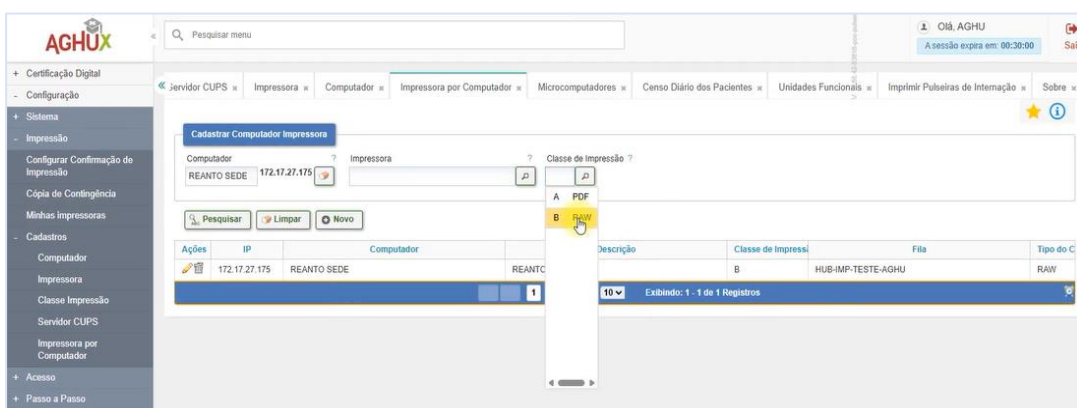 AGHUX
«
Pesquisar menu
Olá, AGHU
A sessão expira em: 00:30:00
Sai
+ Certificação Digital
- Configuração
+ Sistema
- Impressão
Configurar Confirmação de
Impressão
Cópia de Contingência
Minhas impressoras
- Cadastros
Computador
Impressora
Classe Impressão
Servidor CUPS
Impressora por
Computador
+ Acesso
+ Passo a Passo
« Servidor CUPS × Impressora × Computador × Impressora por Computador × Microcomputadores × Censo Diário dos Pacientes × Unidades Funcionais × Imprimir Pulseiras de Internação × Sobre ×
Cadastrar Computador Impressora
Computador ? Impressora ? Classe de Impressão ?
REANTO SEDE 172.17.27.175
A PDF
B RAW
Pesquisar Limpar Novo
Ações IP Computador Descrição Classe de Impressã Fila Tipo do C
172.17.27.175 REANTO SEDE REANTO B HUB-IMP-TESTE-AGHU RAW
1 10 Exibindo: 1 - 1 de 1 Registros